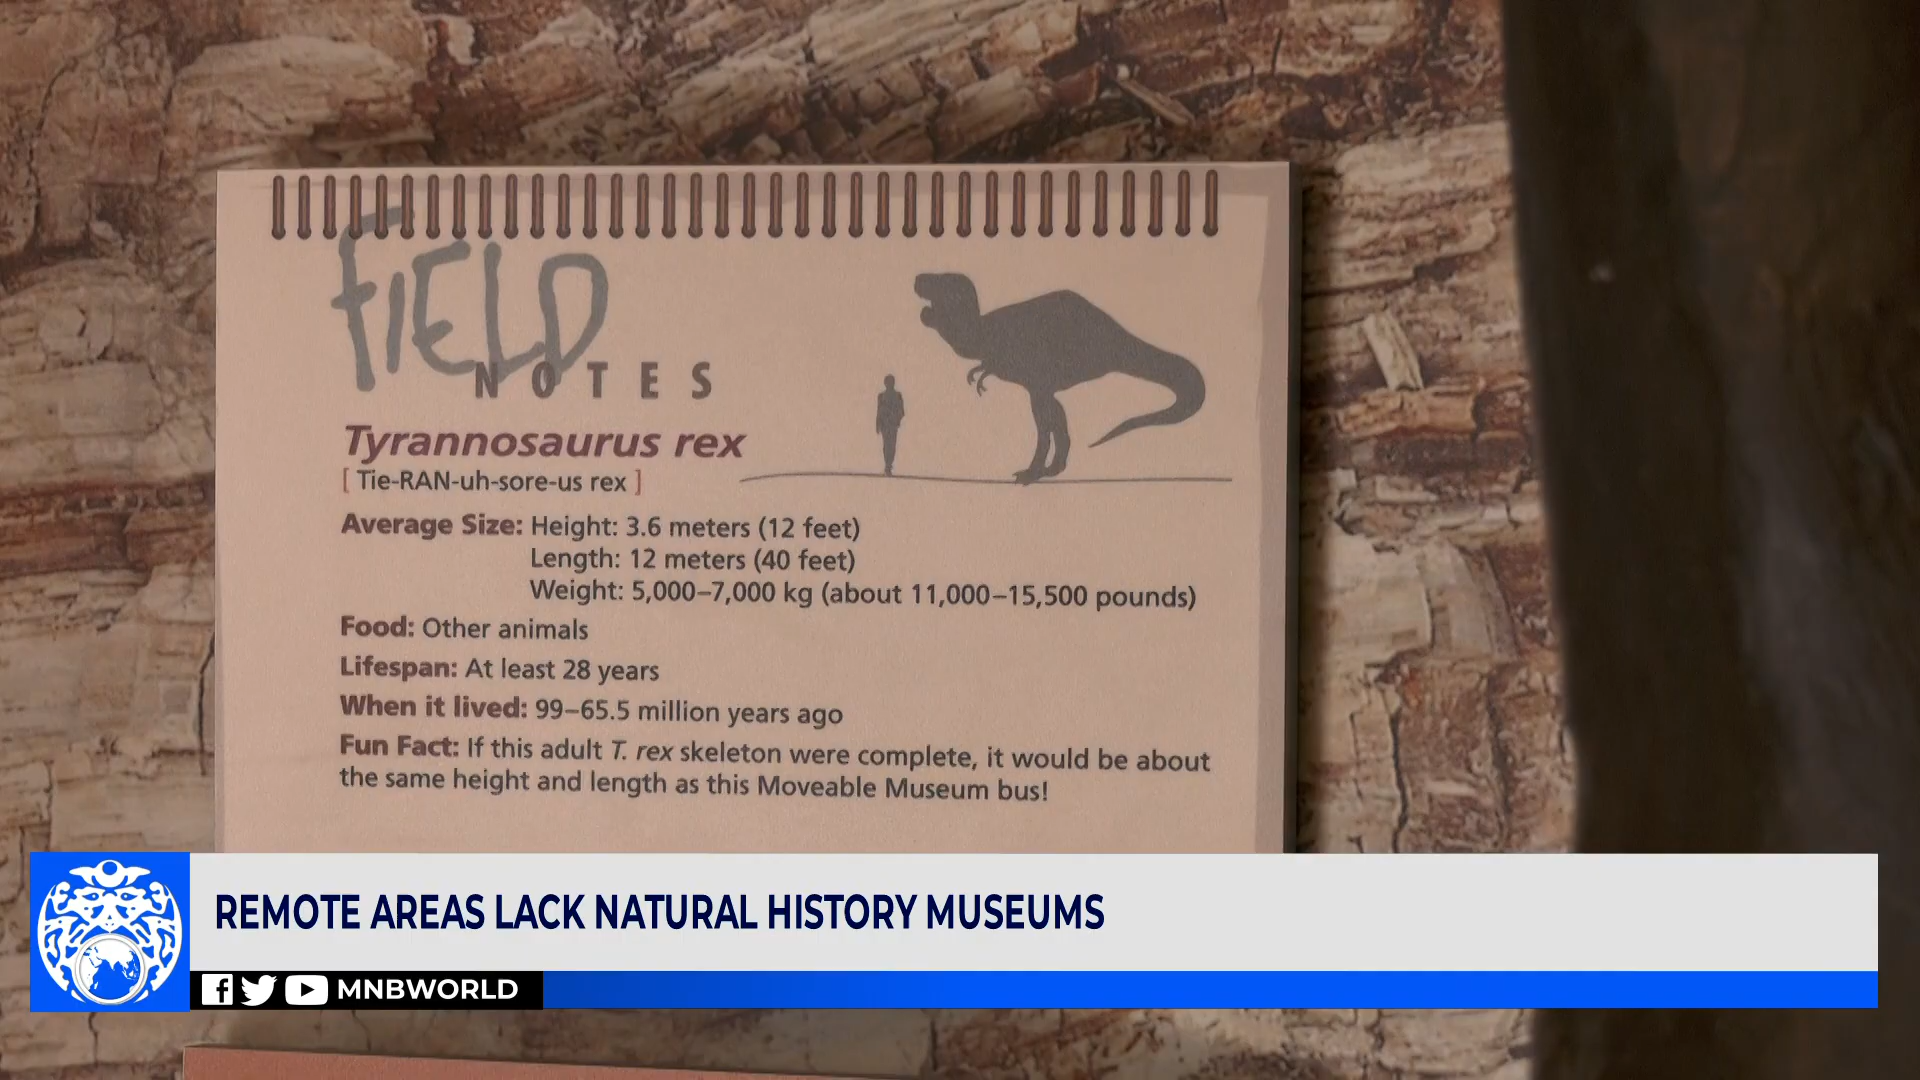 FiELD
NOTES
Tyrannosaurus rex
[ Tie-RAN-uh-sore-us rex ]
Average Size: Height: 3.6 meters (12 feet)
Length: 12 meters (40 feet)
Weight: 5,000–7,000 kg (about 11,000–15,500 pounds)
Food: Other animals
Lifespan: At least 28 years
When it lived: 99–65.5 million years ago
Fun Fact: If this adult T. rex skeleton were complete, it would be about
the same height and length as this Moveable Museum bus!
REMOTE AREAS LACK NATURAL HISTORY MUSEUMS
MNBWORLD